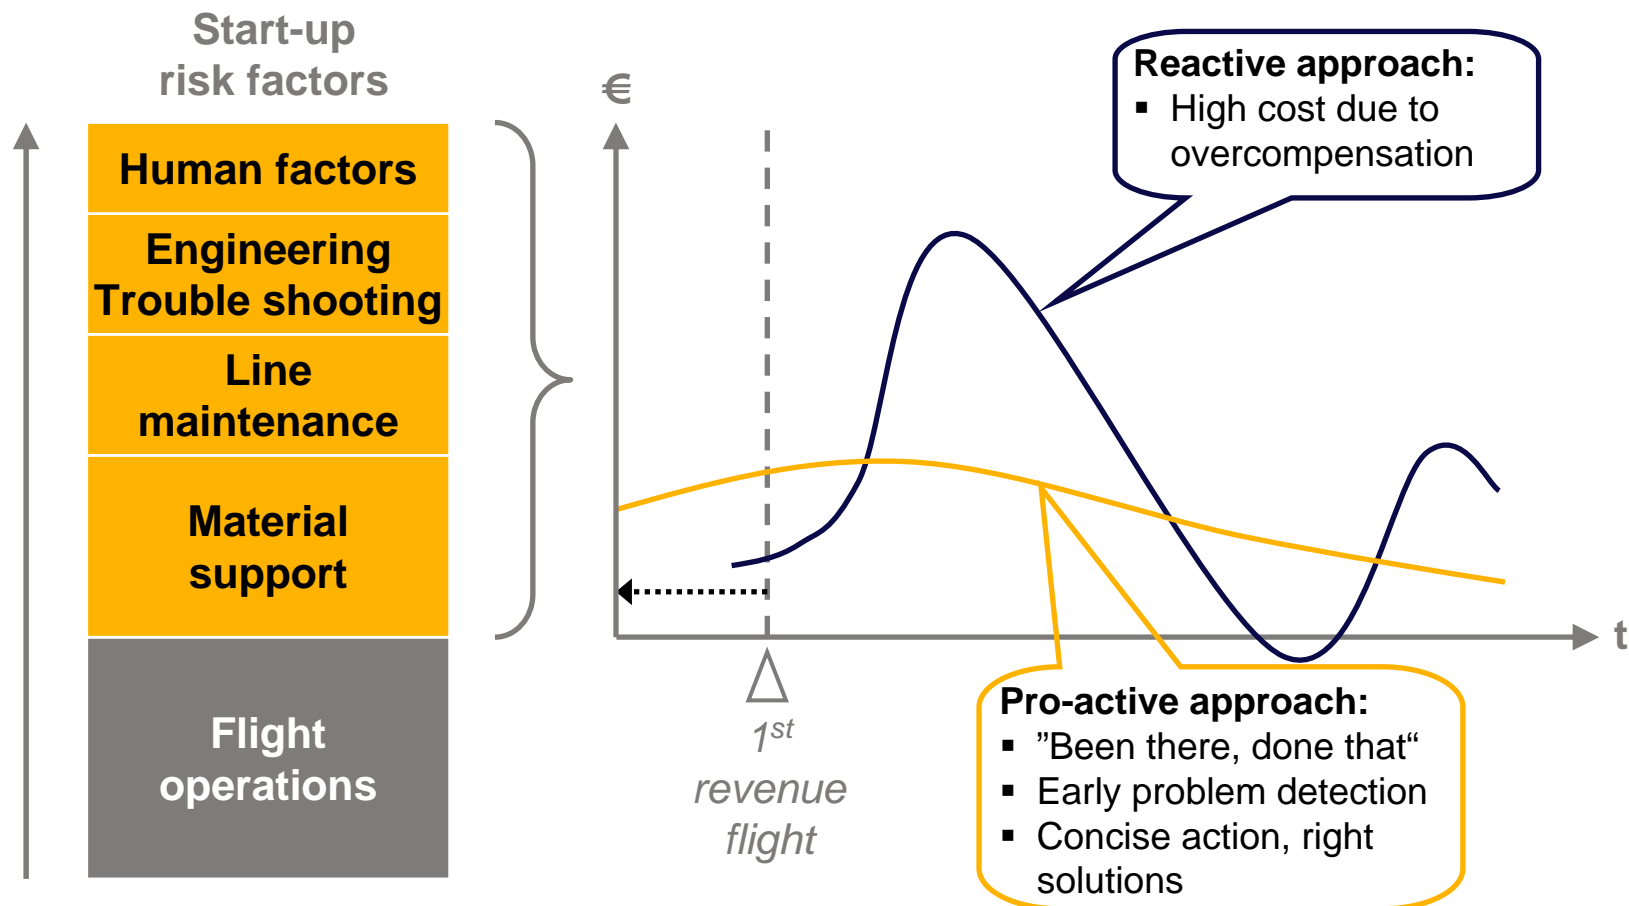 Start-up
risk factors
Human factors
Engineering
Trouble shooting
Line
maintenance
Material
support
Flight
operations
€
t
1st
revenue
flight
Reactive approach:
▪ High cost due to
overcompensation
Pro-active approach:
▪ ”Been there, done that“
▪ Early problem detection
▪ Concise action, right
solutions